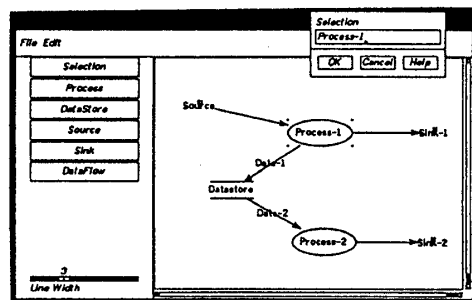 Selection
Process-1
OK Cancel Help
File Edit
Selection
Process
DataStore
Source
Sink
DataFlow
Source
Process-1
Sink-1
Data-1
Datastore
Data-2
Process-2
Sink-2
3
Line Width